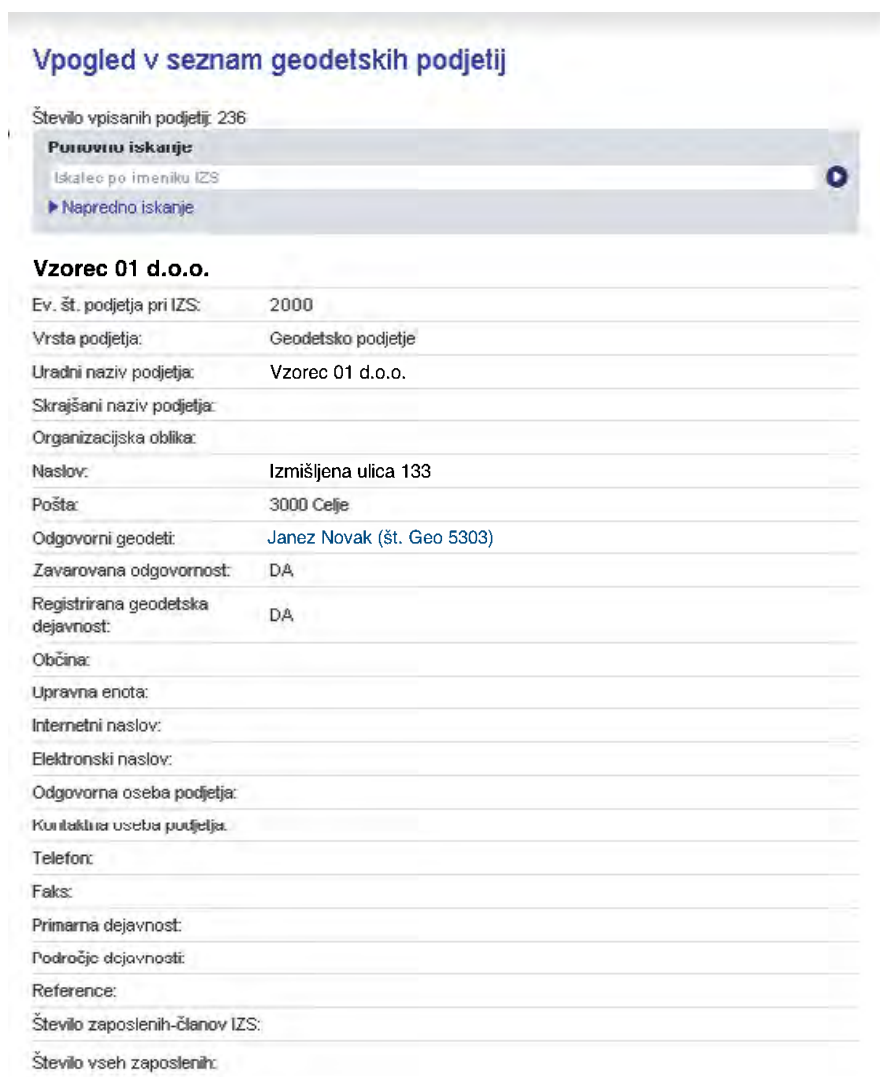 Vpogled v seznam geodetskih podjetij
Število vpisanih podjetij: 236
Ponovno iskanje
Iskalec po imeniku IZS
Napredno iskanje
Vzorec 01 d.o.o.
Ev. št. podjetja pri IZS: 2000
Vrsta podjetja: Geodetsko podjetje
Uradni naziv podjetja: Vzorec 01 d.o.o.
Skrajšani naziv podjetja:
Organizacijska oblika:
Naslov: Izmišljena ulica 133
Pošta: 3000 Celje
Odgovorni geodeti: Janez Novak (št. Geo 5303)
Zavarovana odgovornost: DA
Registrirana geodetska
dejavnost: DA
Občina:
Upravna enota:
Internetni naslov:
Elektronski naslov:
Odgovorna oseba podjetja:
Kontaktna oseba podjetja:
Telefon:
Faks:
Primarna dejavnost:
Področje dejavnosti:
Reference:
Število zaposlenih-članov IZS:
Število vseh zaposlenih: